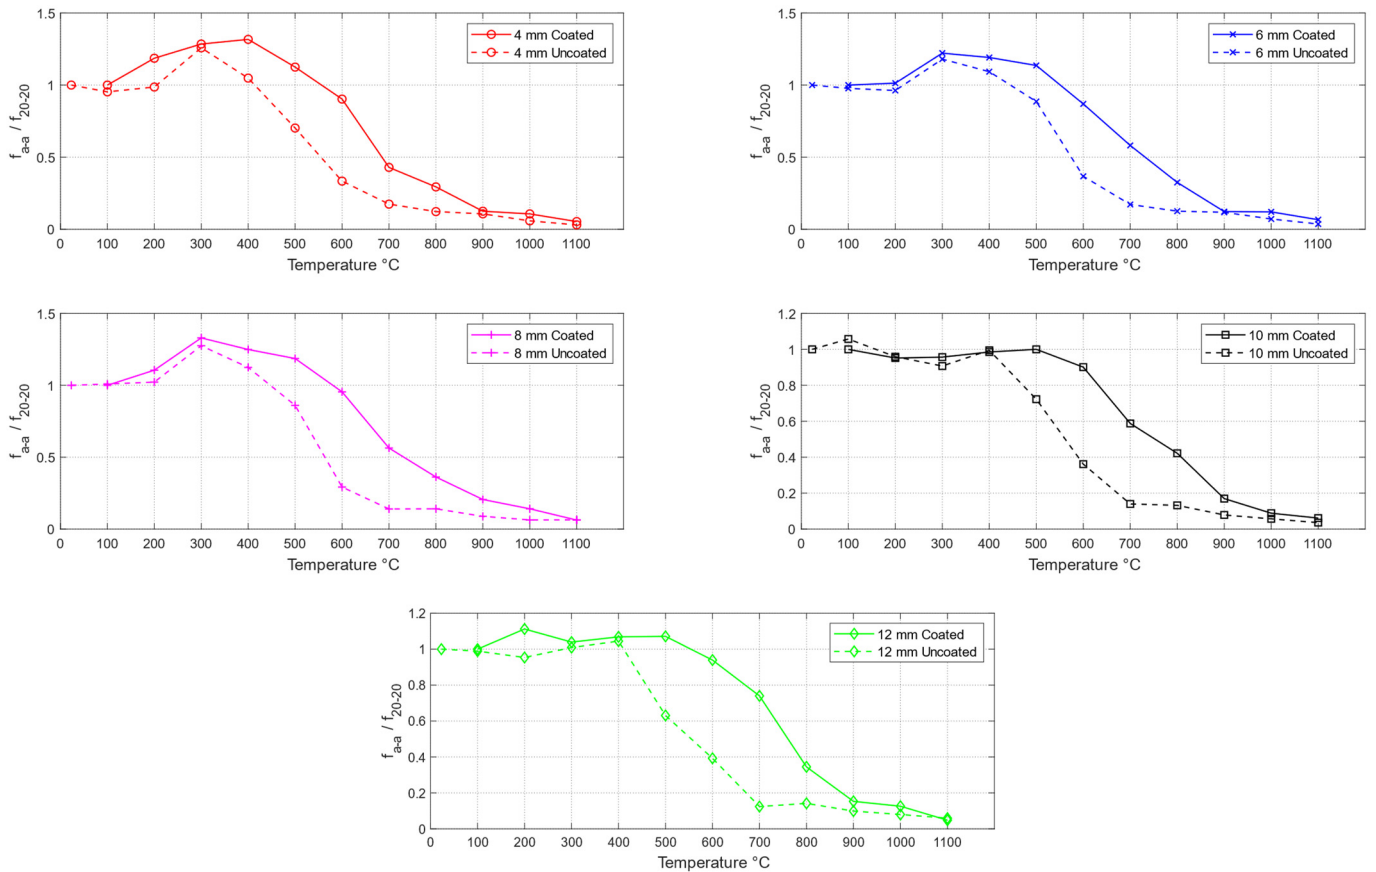 1.5
1
0.5
0
f_a-a / f_20-20
4 mm Coated
4 mm Uncoated
0 100 200 300 400 500 600 700 800 900 1000 1100
Temperature °C
1.5
1
0.5
0
f_a-a / f_20-20
6 mm Coated
6 mm Uncoated
0 100 200 300 400 500 600 700 800 900 1000 1100
Temperature °C
1.5
1
0.5
0
f_a-a / f_20-20
8 mm Coated
8 mm Uncoated
0 100 200 300 400 500 600 700 800 900 1000 1100
Temperature °C
1.2
1
0.8
0.6
0.4
0.2
0
f_a-a / f_20-20
10 mm Coated
10 mm Uncoated
0 100 200 300 400 500 600 700 800 900 1000 1100
Temperature °C
1.2
1
0.8
0.6
0.4
0.2
0
f_a-a / f_20-20
12 mm Coated
12 mm Uncoated
0 100 200 300 400 500 600 700 800 900 1000 1100
Temperature °C